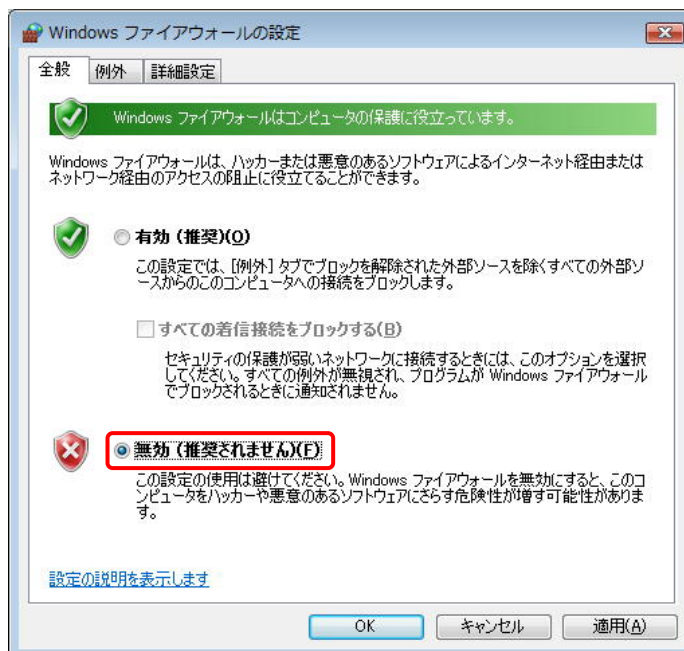 Windows ファイアウォールの設定
全般 例外 詳細設定
Windows ファイアウォールはコンピュータの保護に役立っています。
Windows ファイアウォールは、ハッカーまたは悪意のあるソフトウェアによるインターネット経由または
ネットワーク経由のアクセスの阻止に役立てることができます。
有効 (推奨)(O)
この設定では、[例外] タブでブロックを解除された外部ソースを除くすべての外部ソ
ースからのこのコンピュータへの接続をブロックします。
すべての着信接続をブロックする(B)
セキュリティの保護が弱いネットワークに接続するときには、このオプションを選択
してください。すべての例外が無視され、プログラムが Windows ファイアウォール
でブロックされるときに通知されません。
無効 (推奨されません)(F)
この設定の使用は避けてください。Windows ファイアウォールを無効にすると、このコ
ンピュータをハッカーや悪意のあるソフトウェアにさらす危険性が増す可能性がありま
す。
設定の説明を表示します
OK キャンセル 適用(A)